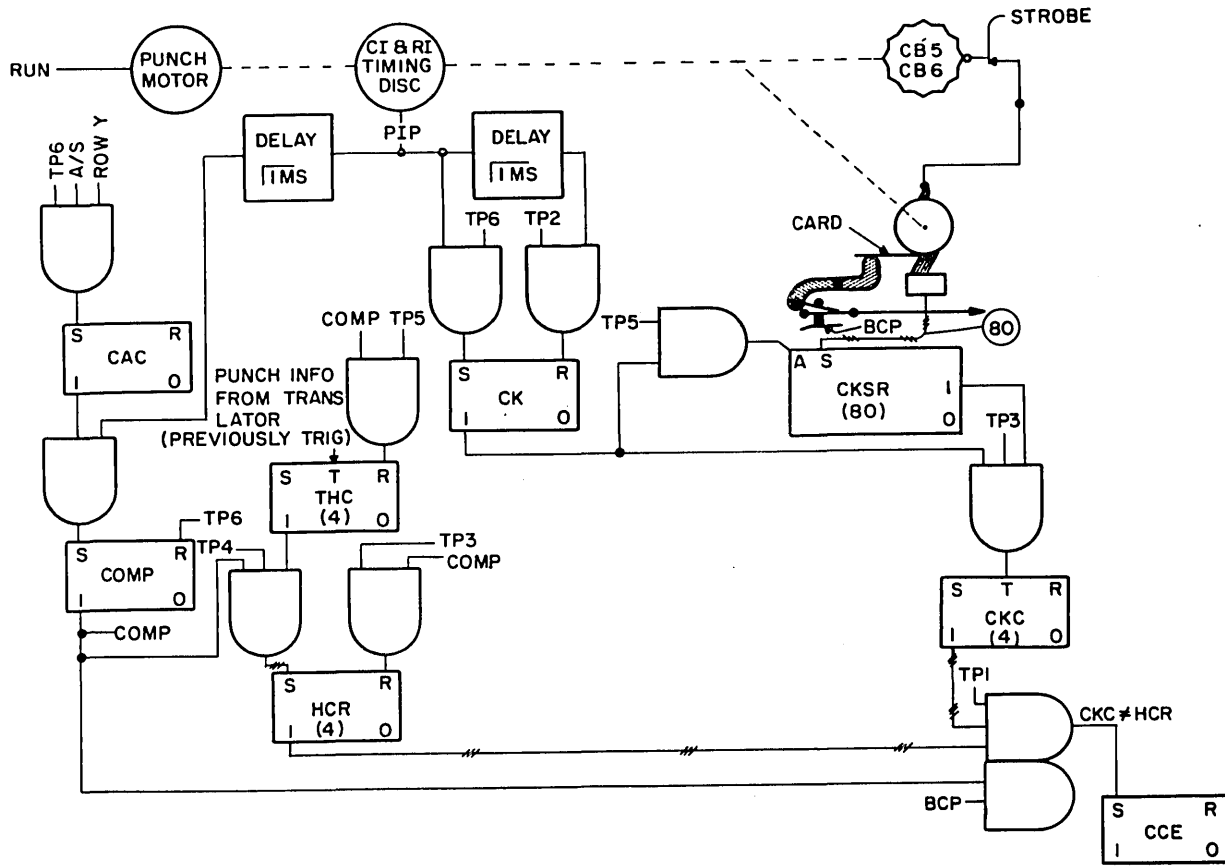 STROBE
RUN
PUNCH
MOTOR
CI & RI
TIMING
DISC
CB5
CB6
PIP
DELAY
1MS
DELAY
1MS
TP6
A/S
ROW Y
TP6
TP2
CARD
S R
CAC
1 0
COMP TP5
TP5
BCP
80
PUNCH INFO
FROM TRANS
LATOR
(PREVIOUSLY TRIG)
S R
CK
1 0
A S
CKSR
(80)
1
0
TP3
S T R
THC
(4)
1 0
S R
COMP
1 0
TP6
TP4
TP3
COMP
COMP
S T R
CKC
(4)
1 0
S R
HCR
(4)
1 0
TP1
CKC≠HCR
BCP
S R
CCE
1 0